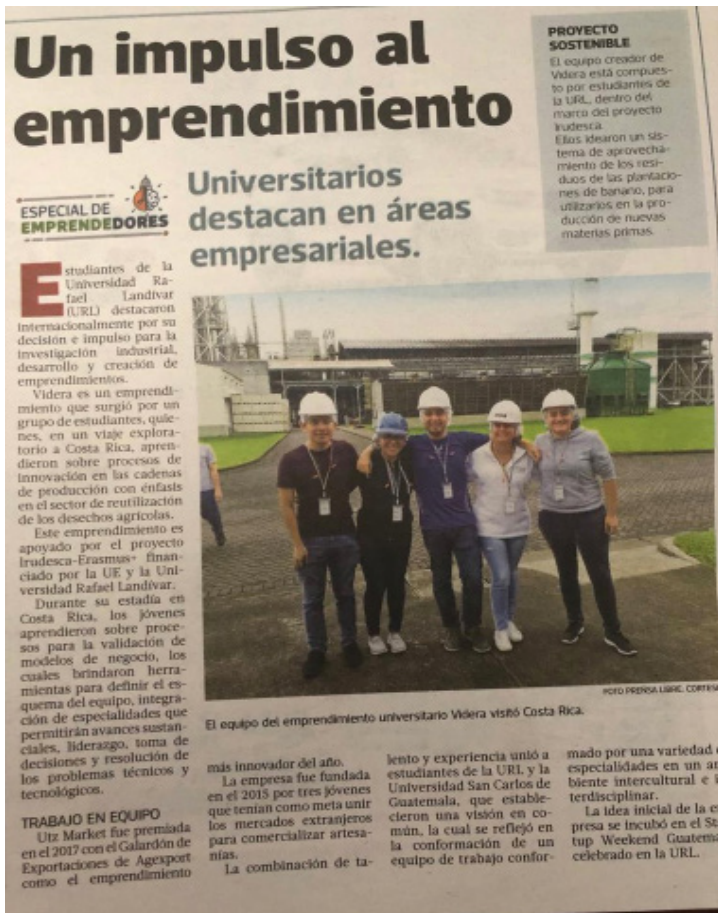 Un impulso al
emprendimiento
ESPECIAL DE
EMPRENDEDORES
Universitarios
destacan en áreas
empresariales.
PROYECTO
SOSTENIBLE
El equipo creador de
Videra está compues-
to por estudiantes de
la URL, dentro del
marco del proyecto
Irudesca.
Ellos idearon un sis-
tema de aprovecha-
miento de los resi-
duos de las plantacio-
nes de banano, para
utilizarlos en la pro-
ducción de nuevas
materias primas.
Estudiantes de la
Universidad Ra-
fael Landívar
(URL) destacaron
internacionalmente por su
decisión e impulso para la
investigación industrial,
desarrollo y creación de
emprendimientos.
Videra es un emprendi-
miento que surgió por un
grupo de estudiantes, quie-
nes, en un viaje explora-
torio a Costa Rica, apren-
dieron sobre procesos de
innovación en las cadenas
de producción con énfasis
en el sector de reutilización
de los desechos agrícolas.
Este emprendimiento es
apoyado por el proyecto
Irudesca-Erasmus+ finan-
ciado por la UE y la Uni-
versidad Rafael Landívar.
Durante su estadía en
Costa Rica, los jóvenes
aprendieron sobre proce-
sos para la validación de
modelos de negocio, los
cuales brindaron herra-
mientas para definir el es-
quema del equipo, integra-
ción de especialidades que
permitirán avances sustan-
ciales, liderazgo, toma de
decisiones y resolución de
los problemas técnicos y
tecnológicos.
TRABAJO EN EQUIPO
Utz Market fue premiada
en el 2017 con el Galardón de
Exportaciones de Agexport
como el emprendimiento
FOTO PRENSA LIBRE, CORTESÍA
El equipo del emprendimiento universitario Videra visitó Costa Rica.
más innovador del año.
La empresa fue fundada
en el 2015 por tres jóvenes
que tenían como meta unir
los mercados extranjeros
para comercializar artesa-
nías.
La combinación de ta-
lento y experiencia unió a
estudiantes de la URL y la
Universidad San Carlos de
Guatemala, que estable-
cieron una visión en co-
mún, la cual se reflejó en
la conformación de un
equipo de trabajo confor-
mado por una variedad
especialidades en un am
biente intercultural e i
terdisciplinar.
La idea inicial de la e
presa se incubó en el St
tup Weekend Guatema
celebrado en la URL.